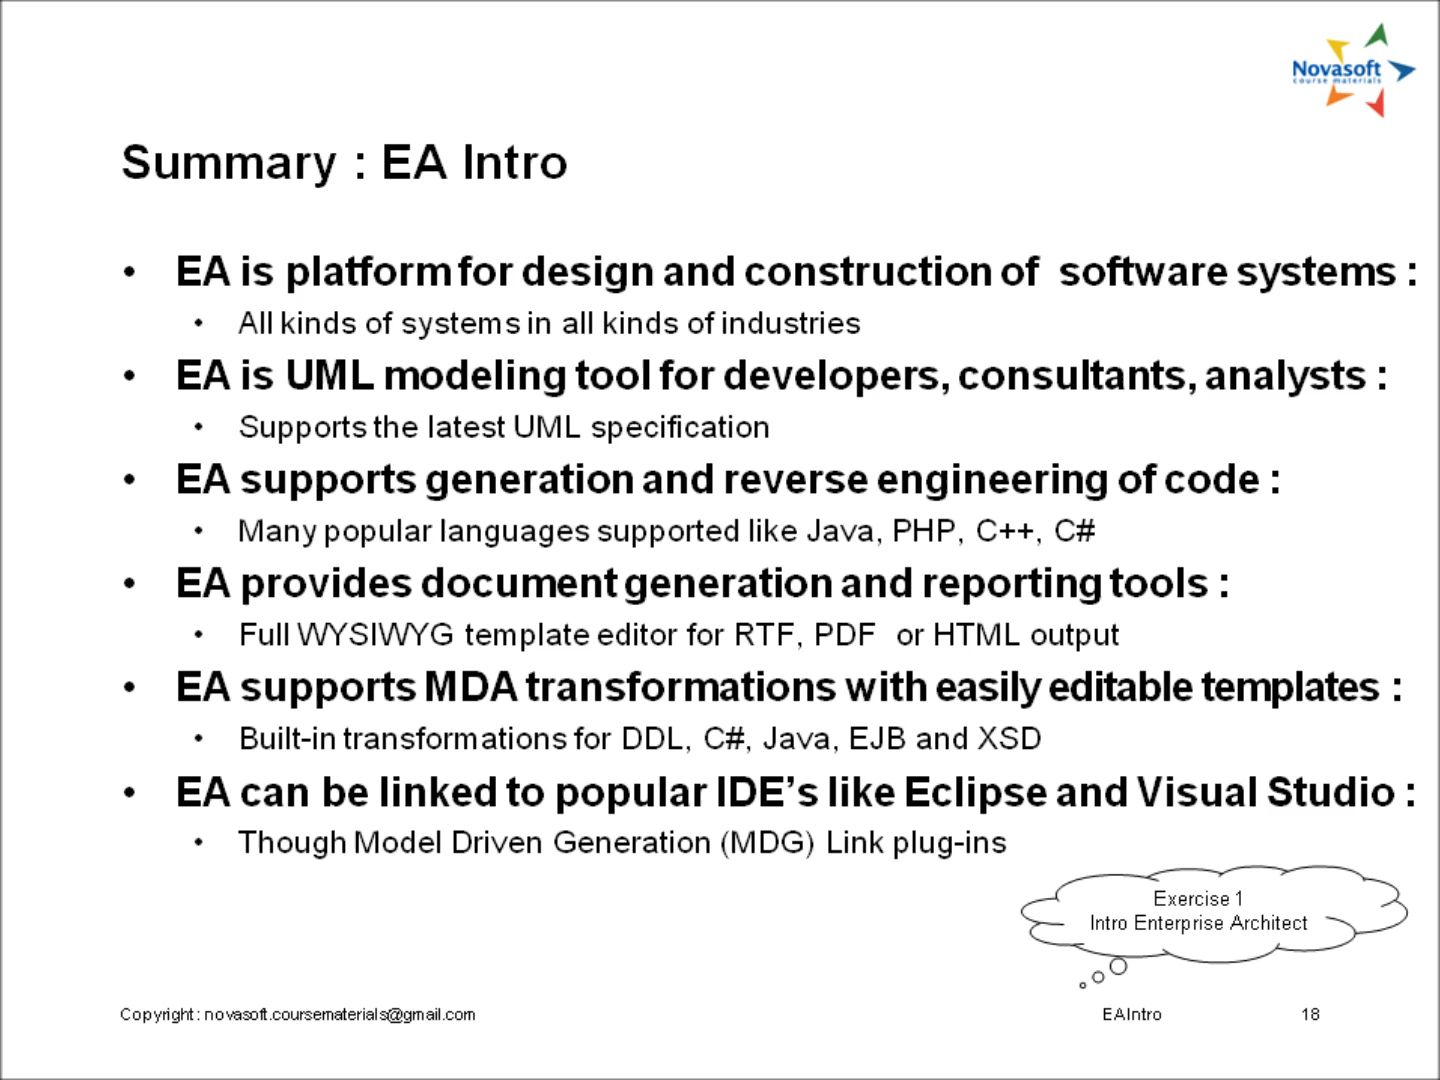 Novasoft
course materials
Summary : EA Intro
• EA is platform for design and construction of software systems :
• All kinds of systems in all kinds of industries
• EA is UML modeling tool for developers, consultants, analysts :
• Supports the latest UML specification
• EA supports generation and reverse engineering of code :
• Many popular languages supported like Java, PHP, C++, C#
• EA provides document generation and reporting tools :
• Full WYSIWYG template editor for RTF, PDF or HTML output
• EA supports MDA transformations with easily editable templates :
• Built-in transformations for DDL, C#, Java, EJB and XSD
• EA can be linked to popular IDE’s like Eclipse and Visual Studio :
• Though Model Driven Generation (MDG) Link plug-ins
Exercise 1
Intro Enterprise Architect
Copyright : novasoft.coursematerials@gmail.com EAIntro 18